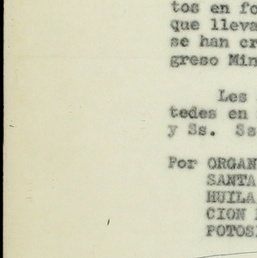 tos en fo
que lleva
se han cr
greso Min
Les
tedes en
y Ss. Ss
Por ORGAN
SANTA
HUILA
CION
POTOS